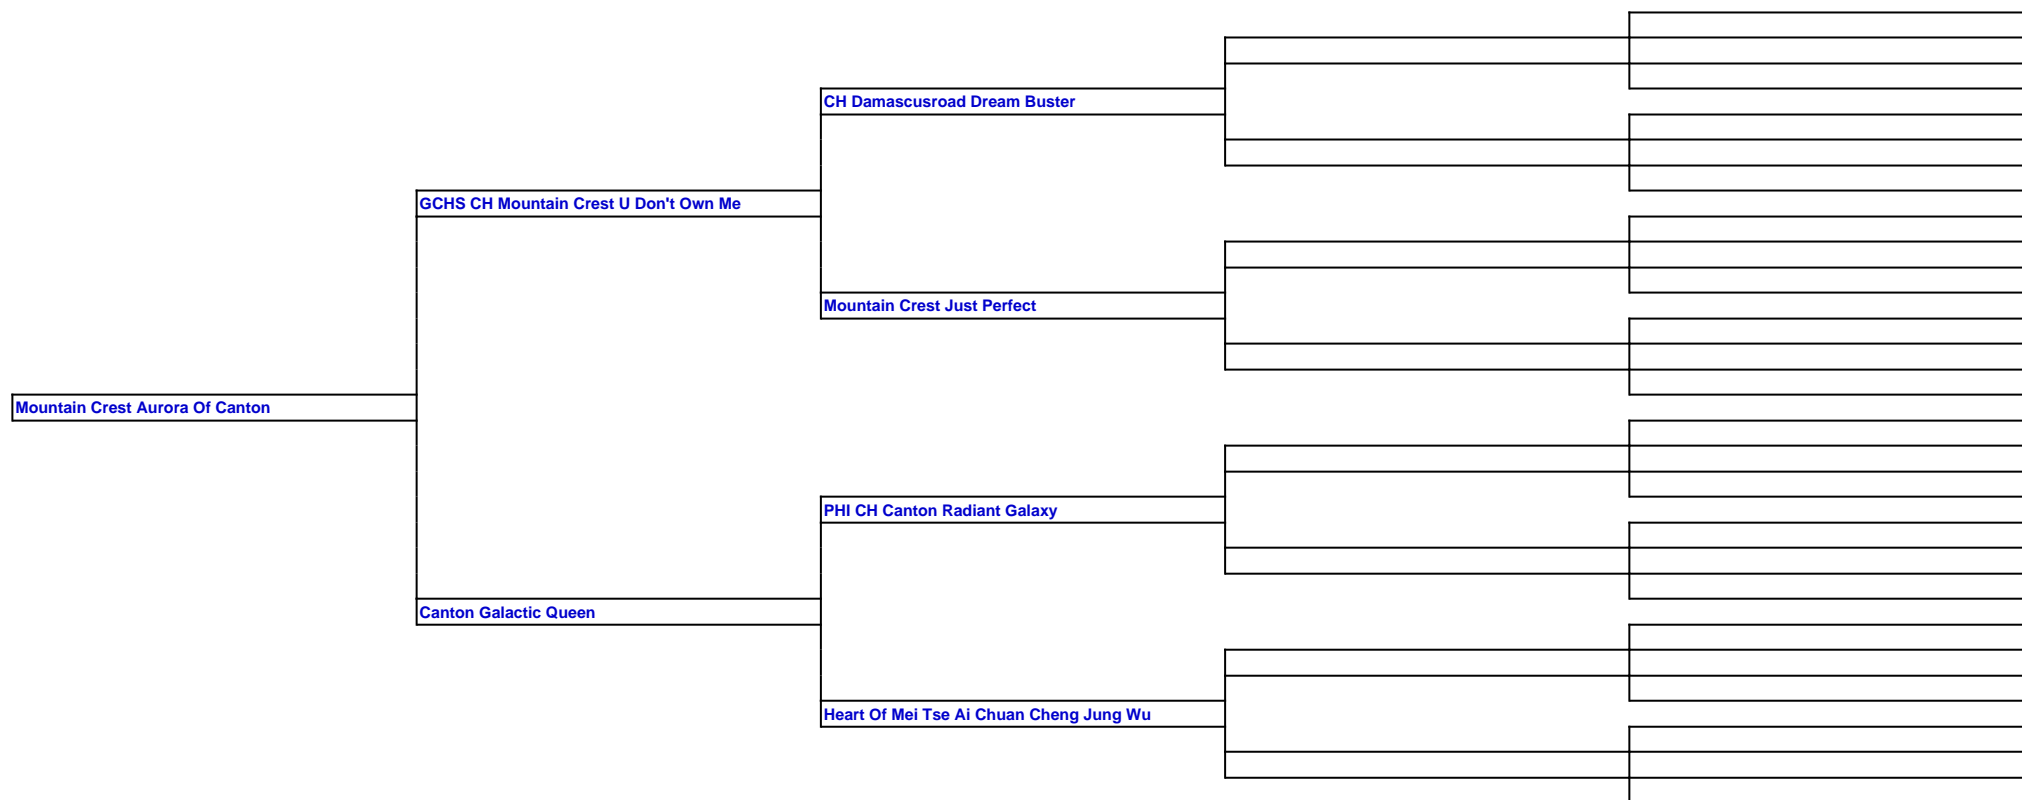 CH Damascusroad Dream Buster
GCHS CH Mountain Crest U Don't Own Me
Mountain Crest Just Perfect
Mountain Crest Aurora Of Canton
PHI CH Canton Radiant Galaxy
Canton Galactic Queen
Heart Of Mei Tse Ai Chuan Cheng Jung Wu